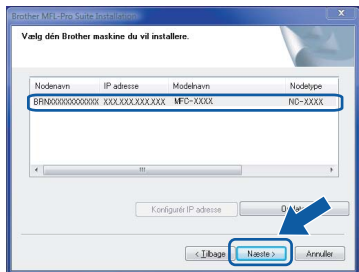 Brother MFL-Pro Suite Installation
Vælg dén Brother maskine du vil installere.
Nodenavn IP adresse Modelnavn Nodetype
BRNXXXXXXXXXXXX XXX.XXX.XXX.XXX MFC-XXXX NC-XXXX
Konfigurér IP adresse
< Tilbage Næste > Annuller